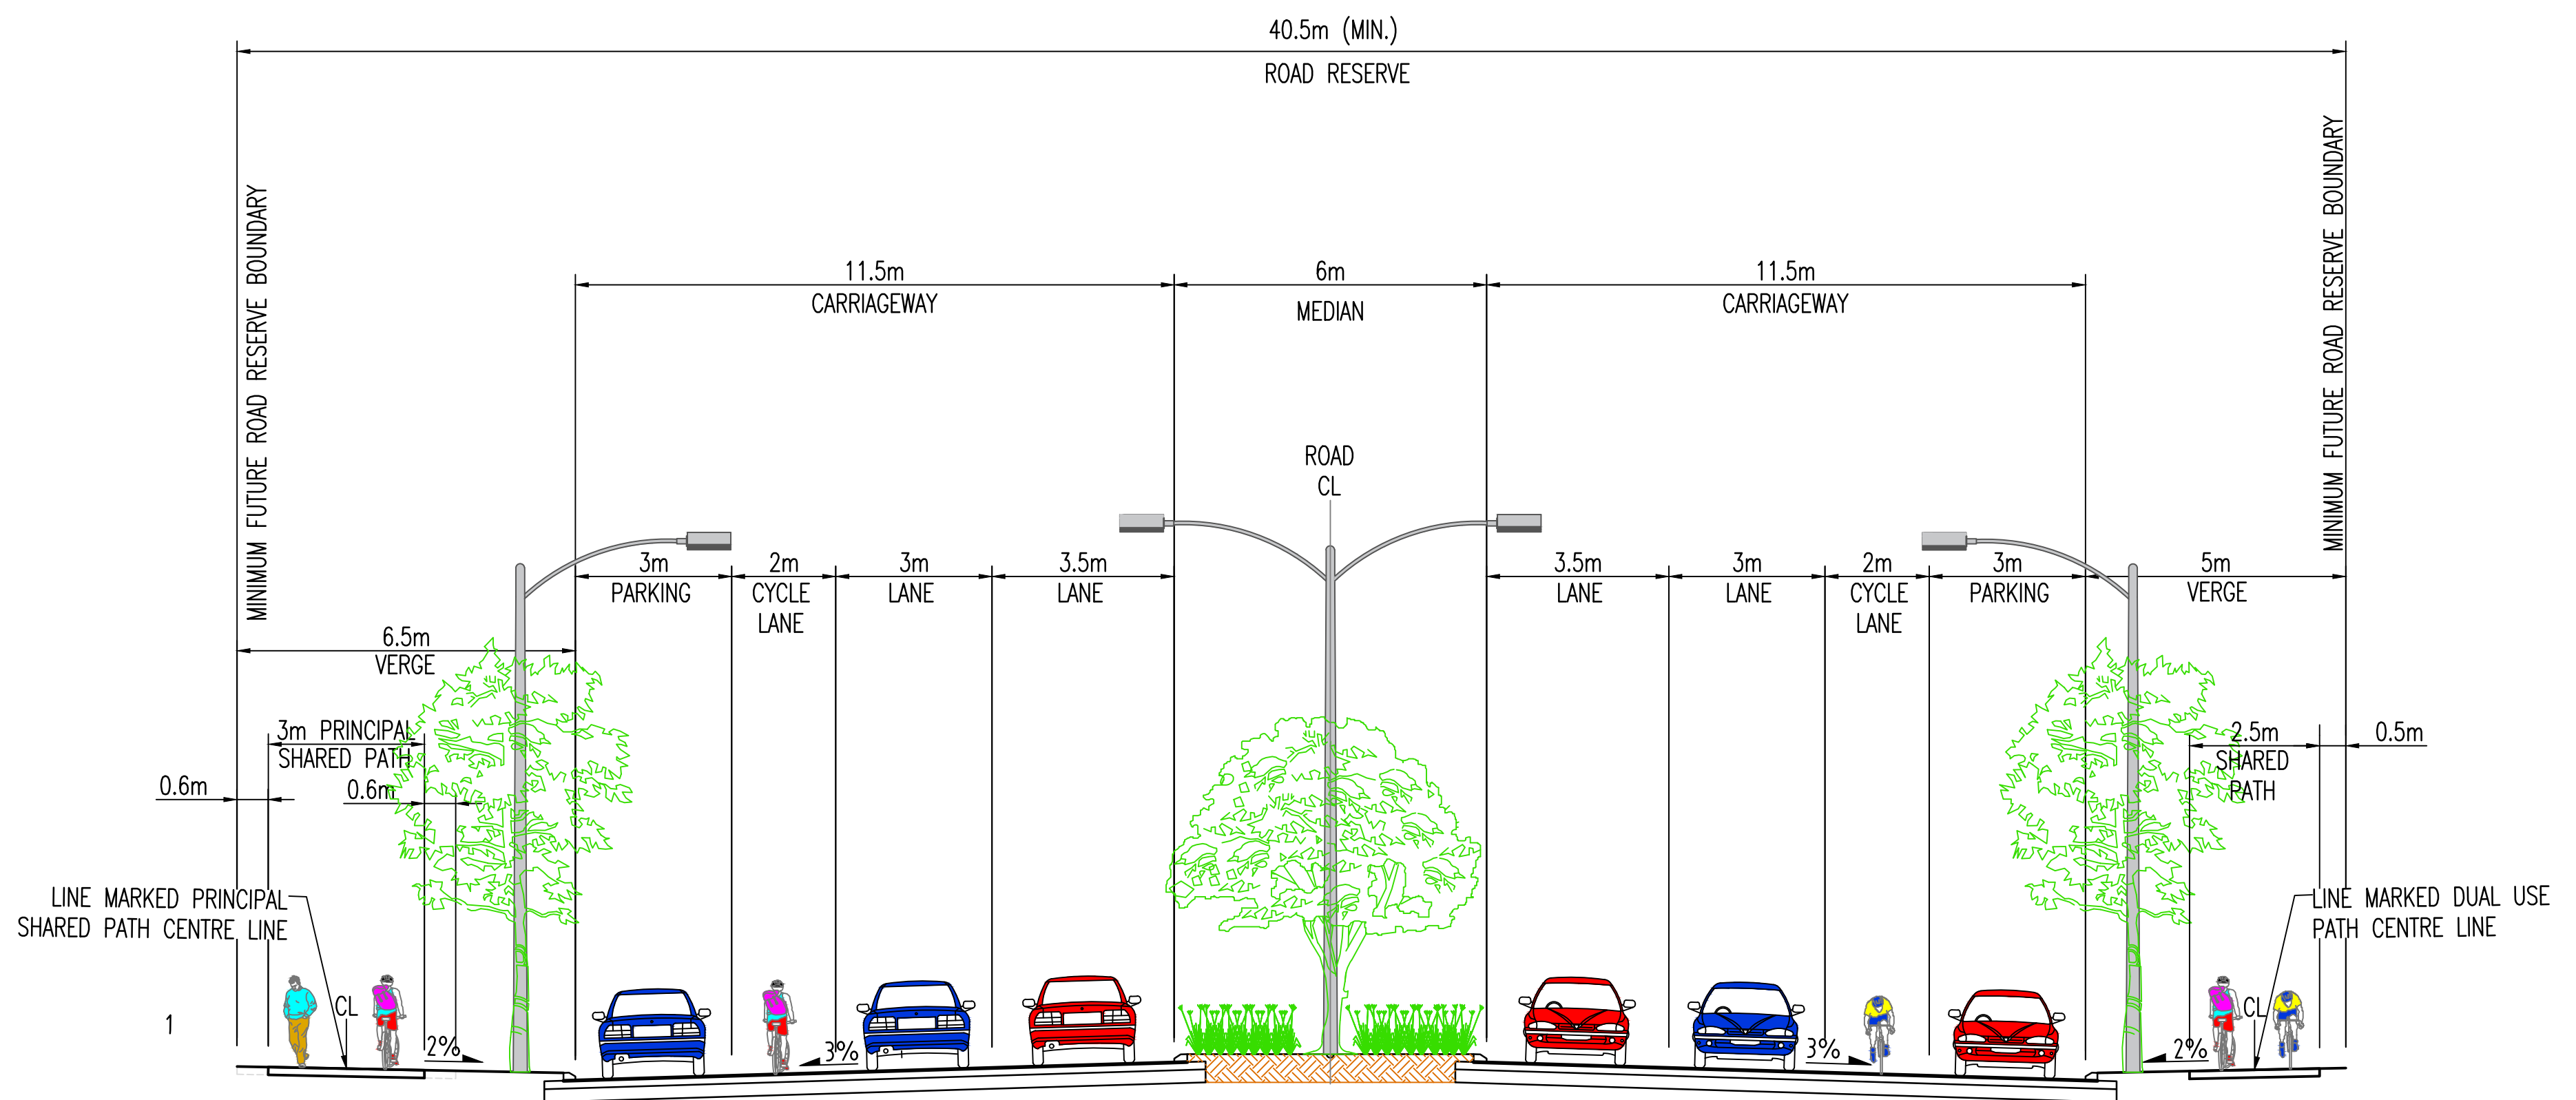 40.5m (MIN.)
ROAD RESERVE
MINIMUM FUTURE ROAD RESERVE BOUNDARY
MINIMUM FUTURE ROAD RESERVE BOUNDARY
11.5m
CARRIAGEWAY
6m
MEDIAN
11.5m
CARRIAGEWAY
ROAD
CL
3m
PARKING
2m
CYCLE
LANE
3m
LANE
3.5m
LANE
3.5m
LANE
3m
LANE
2m
CYCLE
LANE
3m
PARKING
5m
VERGE
6.5m
VERGE
3m PRINCIPAL
SHARED PATH
0.6m
0.6m
2.5m
SHARED
PATH
0.5m
LINE MARKED PRINCIPAL
SHARED PATH CENTRE LINE
LINE MARKED DUAL USE
PATH CENTRE LINE
1
CL
2%
3%
3%
2%
CL